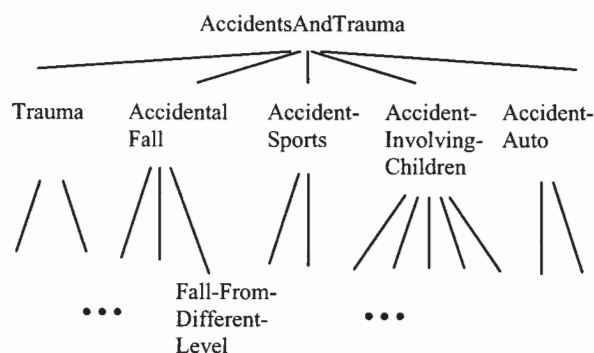 AccidentsAndTrauma
Trauma
Accidental
Fall
Accident-
Sports
Accident-
Involving-
Children
Accident-
Auto
Fall-From-
Different-
Level